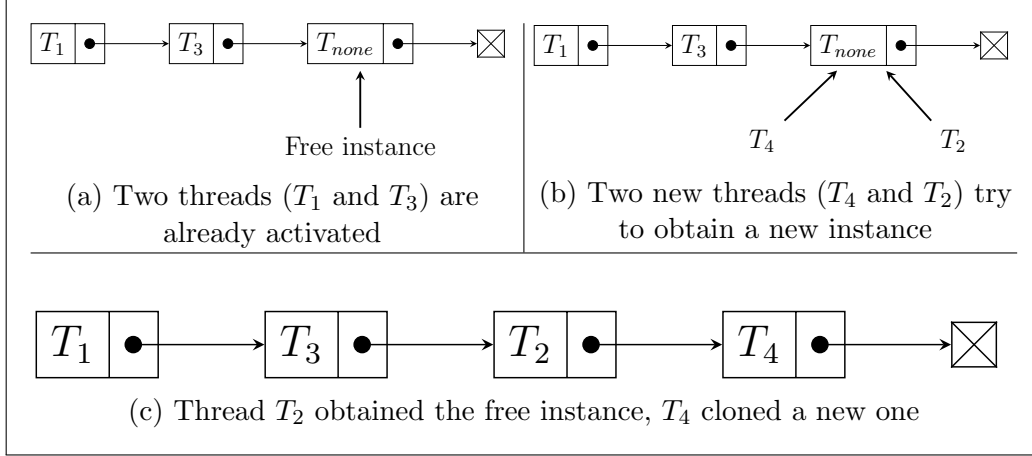 T1 T3 Tnone
Free instance
(a) Two threads (T1 and T3) are
already activated
T1 T3 Tnone
T4 T2
(b) Two new threads (T4 and T2) try
to obtain a new instance
T1 T3 T2 T4
(c) Thread T2 obtained the free instance, T4 cloned a new one